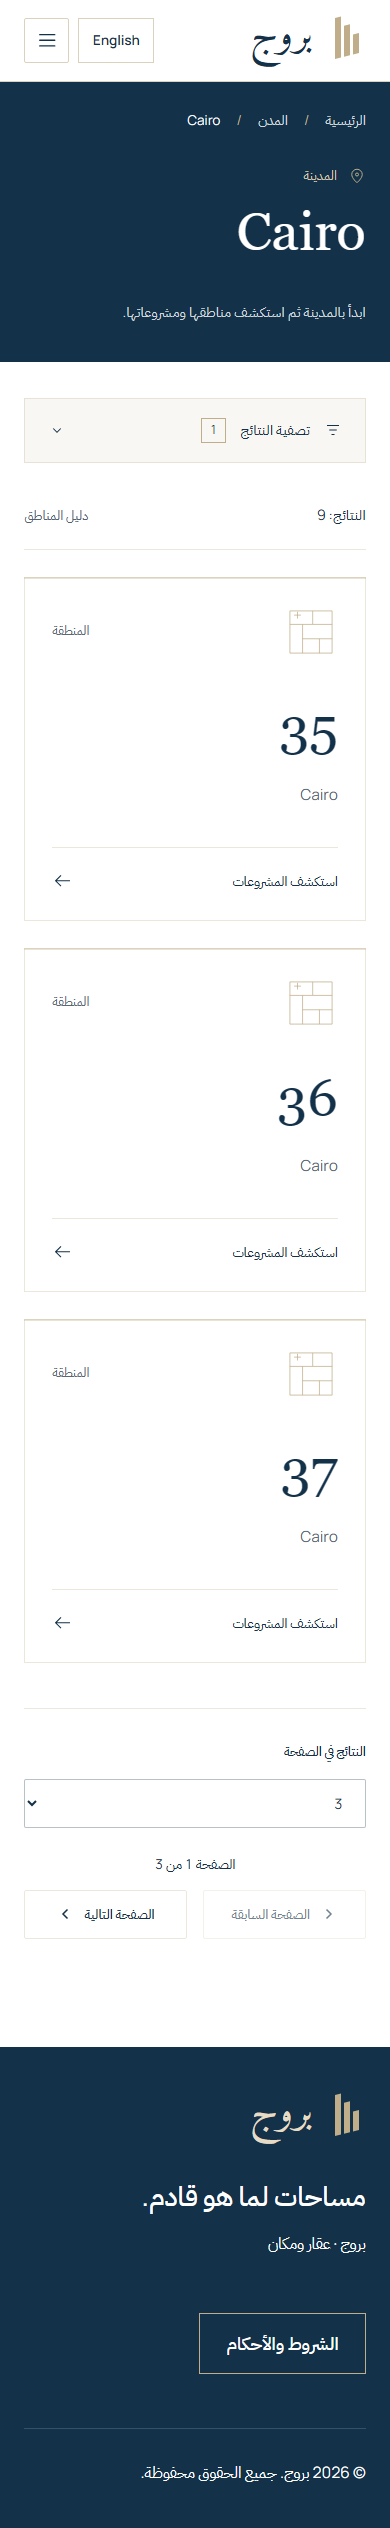 بروج
English
الرئيسية / المدن / Cairo
المدينة
Cairo
ابدأ بالمدينة ثم استكشف مناطقها ومشروعاتها.
تصفية النتائج 1
النتائج: 9
دليل المناطق
المنطقة
35
Cairo
استكشف المشروعات
المنطقة
36
Cairo
استكشف المشروعات
المنطقة
37
Cairo
استكشف المشروعات
النتائج في الصفحة
3
الصفحة 1 من 3
الصفحة السابقة
الصفحة التالية
بروج
مساحات لما هو قادم.
بروج · عقار ومكان
الشروط والأحكام
© 2026 بروج. جميع الحقوق محفوظة.